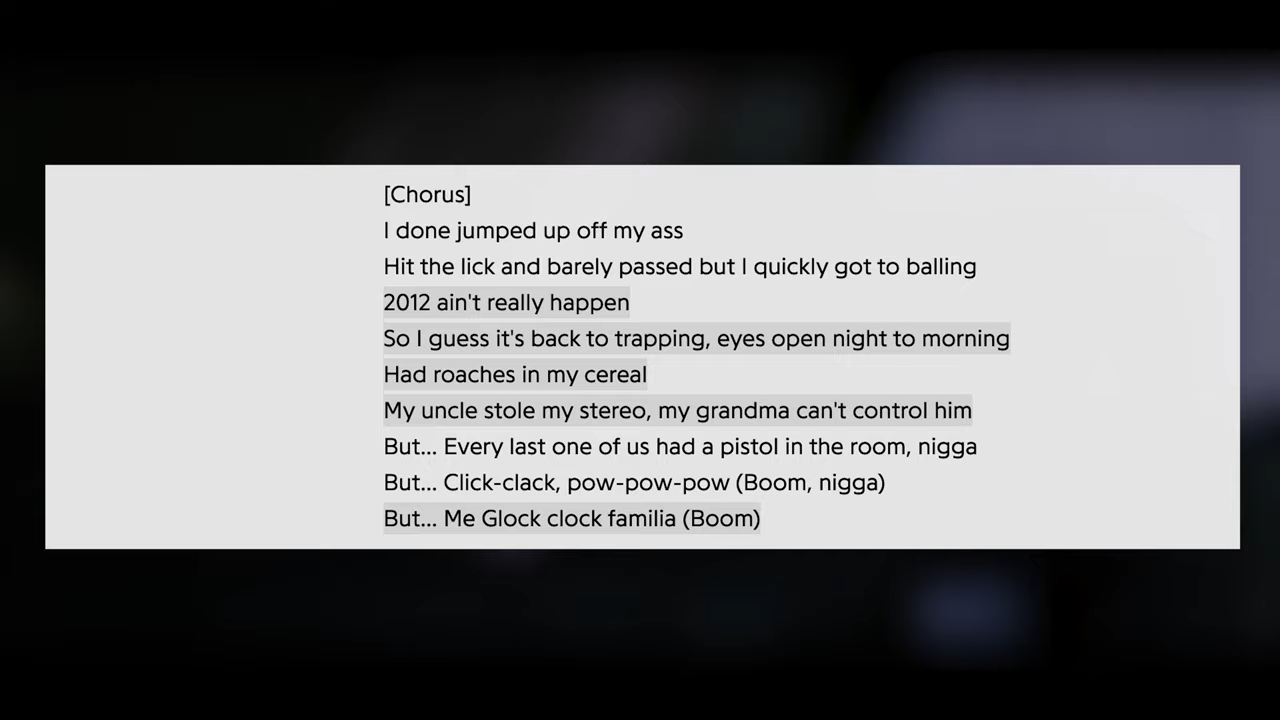 [Chorus]
I done jumped up off my ass
Hit the lick and barely passed but I quickly got to balling
2012 ain't really happen
So I guess it's back to trapping, eyes open night to morning
Had roaches in my cereal
My uncle stole my stereo, my grandma can't control him
But... Every last one of us had a pistol in the room, nigga
But... Click-clack, pow-pow-pow (Boom, nigga)
But... Me Glock clock familia (Boom)